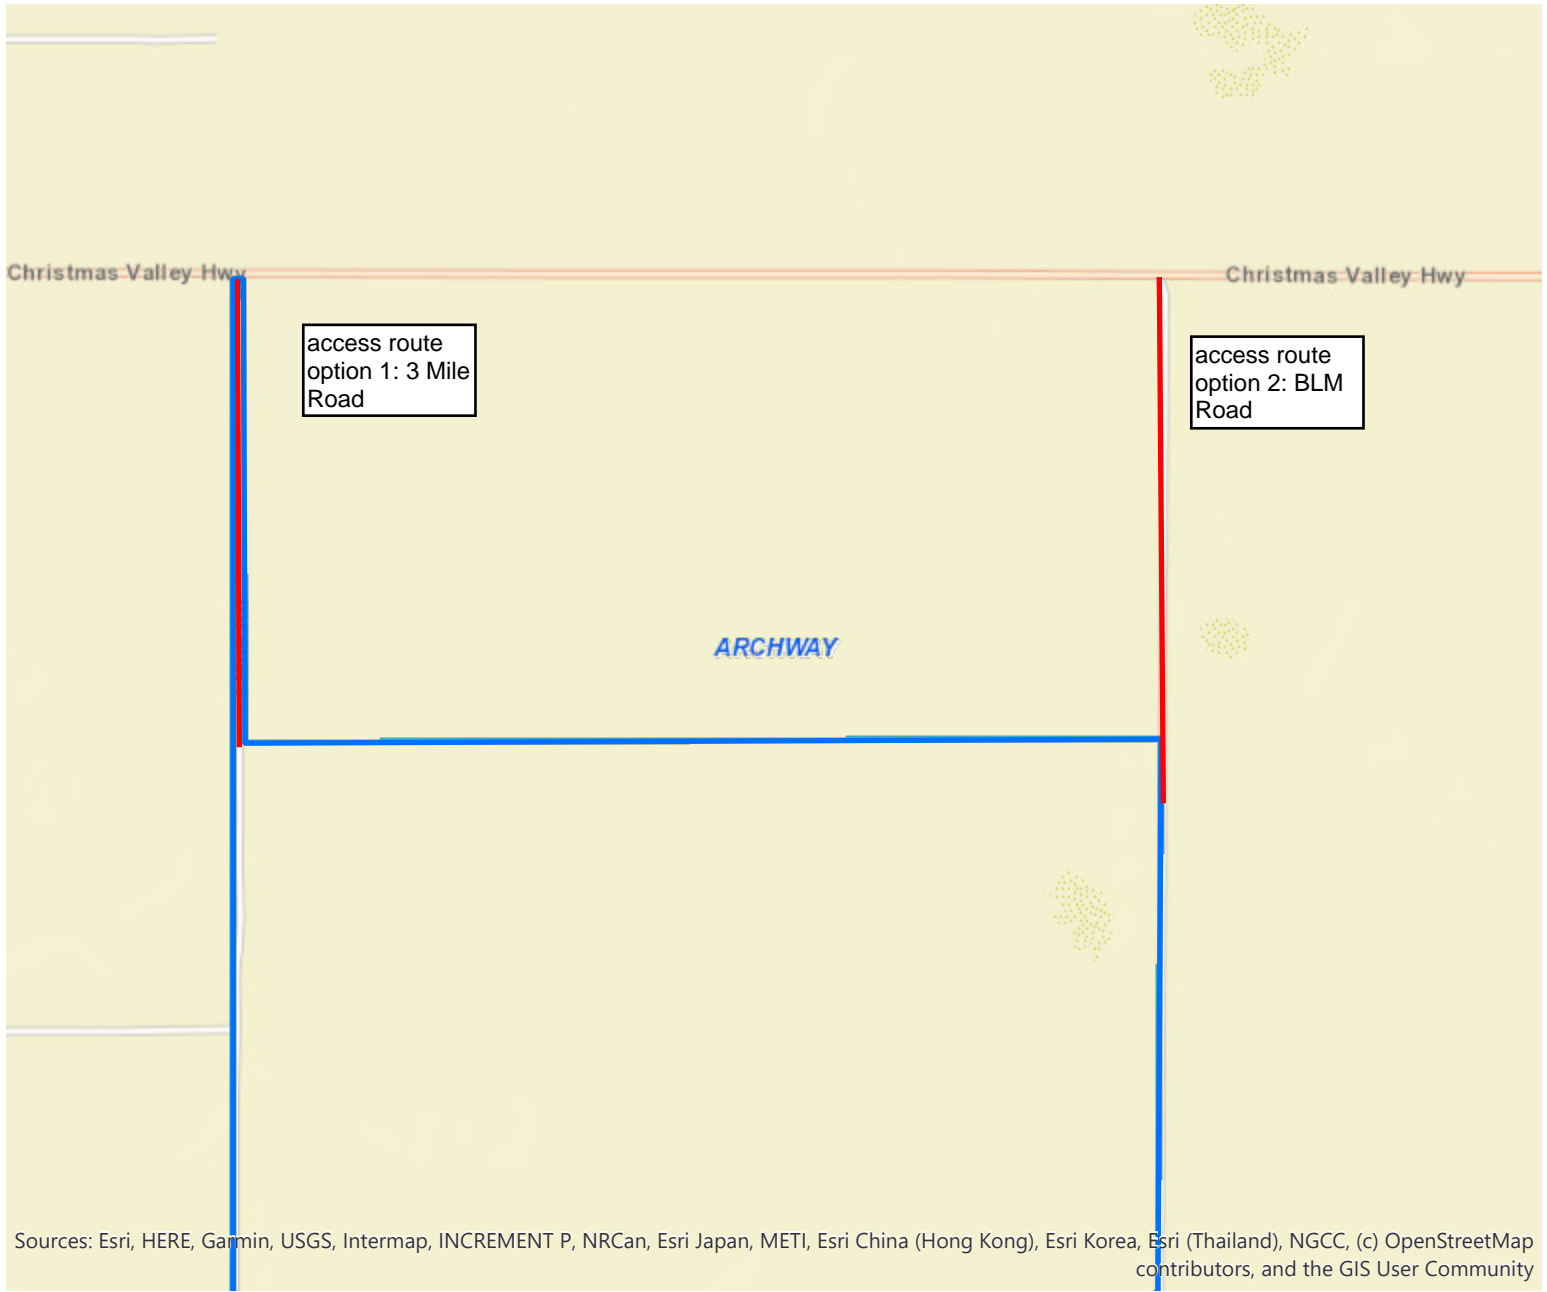 Christmas Valley Hwy
Christmas Valley Hwy
access route
option 1: 3 Mile
Road
access route
option 2: BLM
Road
ARCHWAY
Sources: Esri, HERE, Garmin, USGS, Intermap, INCREMENT P, NRCan, Esri Japan, METI, Esri China (Hong Kong), Esri Korea, Esri (Thailand), NGCC, (c) OpenStreetMap
contributors, and the GIS User Community